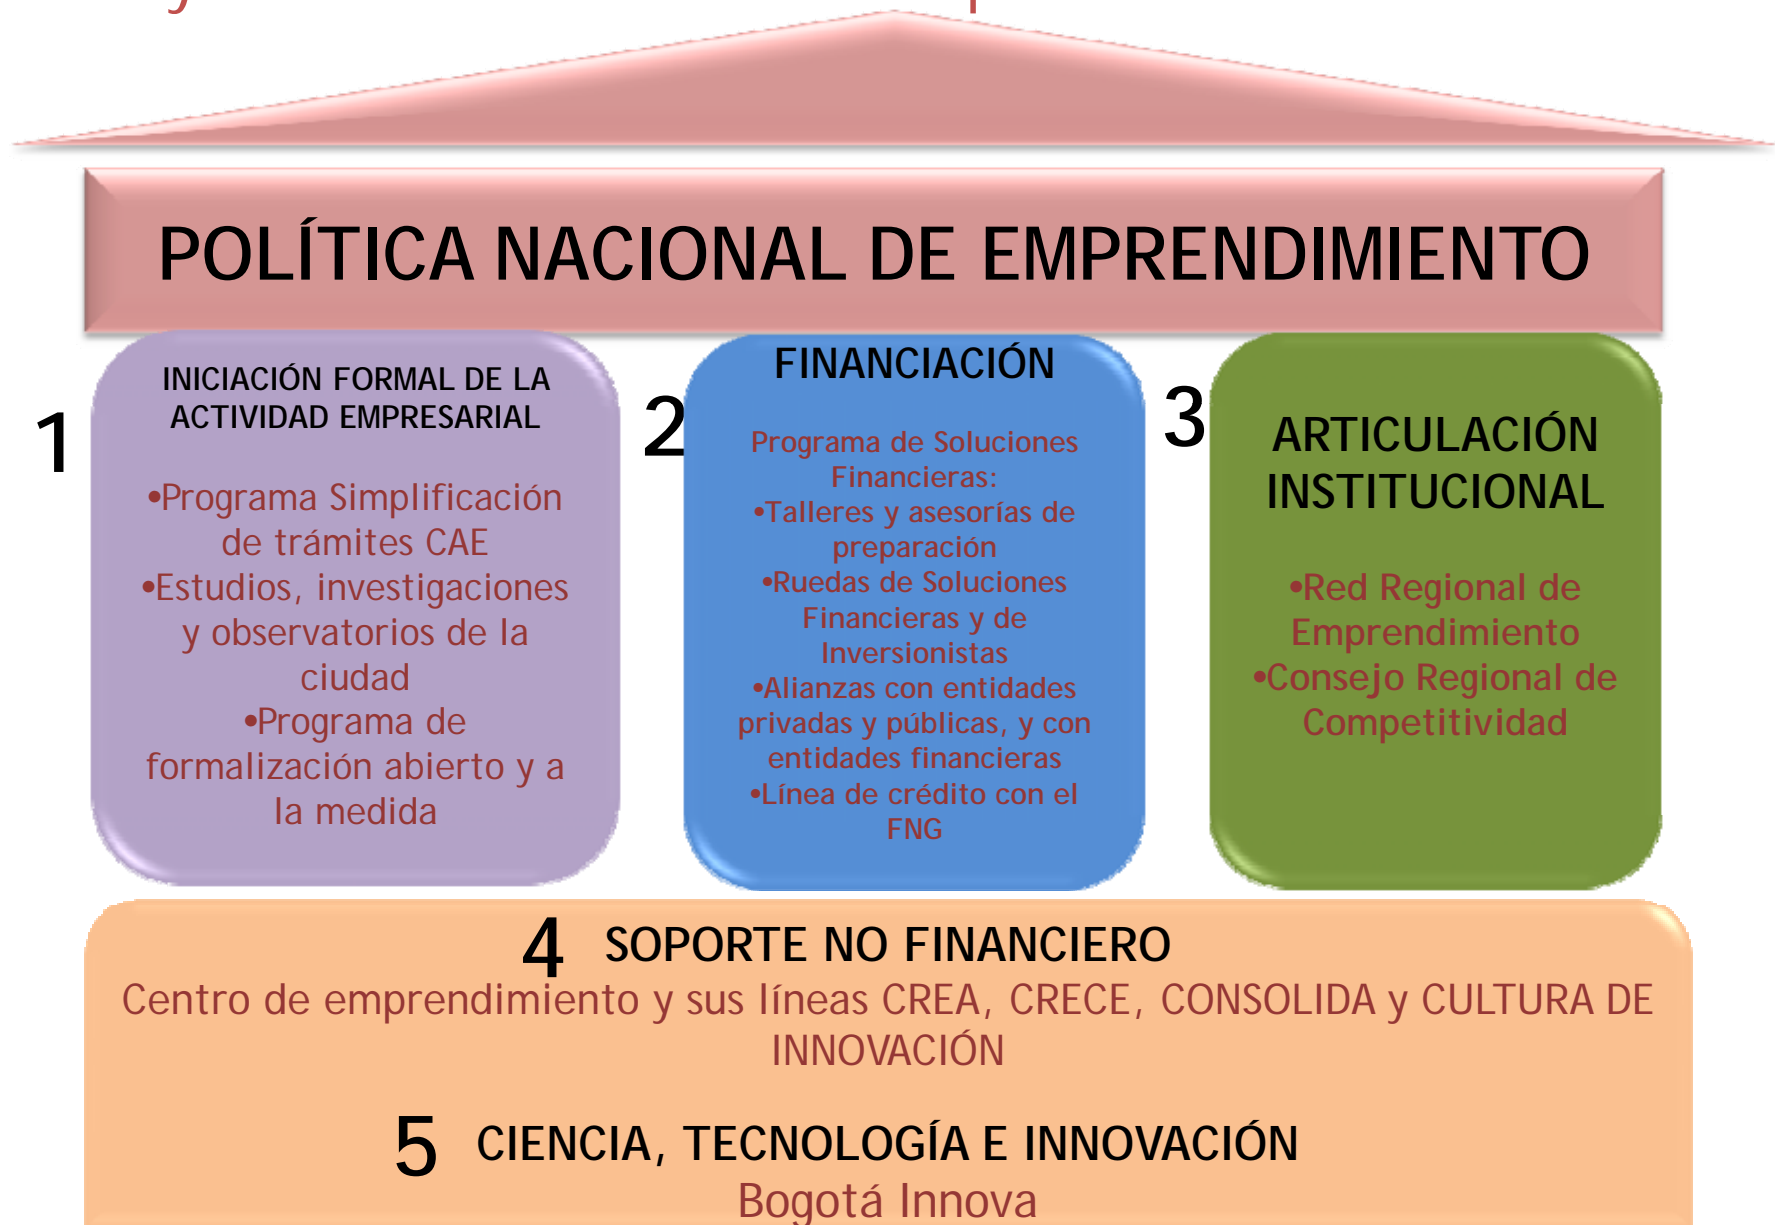 POLÍTICA NACIONAL DE EMPRENDIMIENTO
1
INICIACIÓN FORMAL DE LA
ACTIVIDAD EMPRESARIAL
•Programa Simplificación
de trámites CAE
•Estudios, investigaciones
y observatorios de la
ciudad
•Programa de
formalización abierto y a
la medida
2
FINANCIACIÓN
Programa de Soluciones
Financieras:
•Talleres y asesorías de
preparación
•Ruedas de Soluciones
Financieras y de
Inversionistas
•Alianzas con entidades
privadas y públicas, y con
entidades financieras
•Línea de crédito con el
FNG
3
ARTICULACIÓN
INSTITUCIONAL
•Red Regional de
Emprendimiento
•Consejo Regional de
Competitividad
4 SOPORTE NO FINANCIERO
Centro de emprendimiento y sus líneas CREA, CRECE, CONSOLIDA y CULTURA DE
INNOVACIÓN
5 CIENCIA, TECNOLOGÍA E INNOVACIÓN
Bogotá Innova